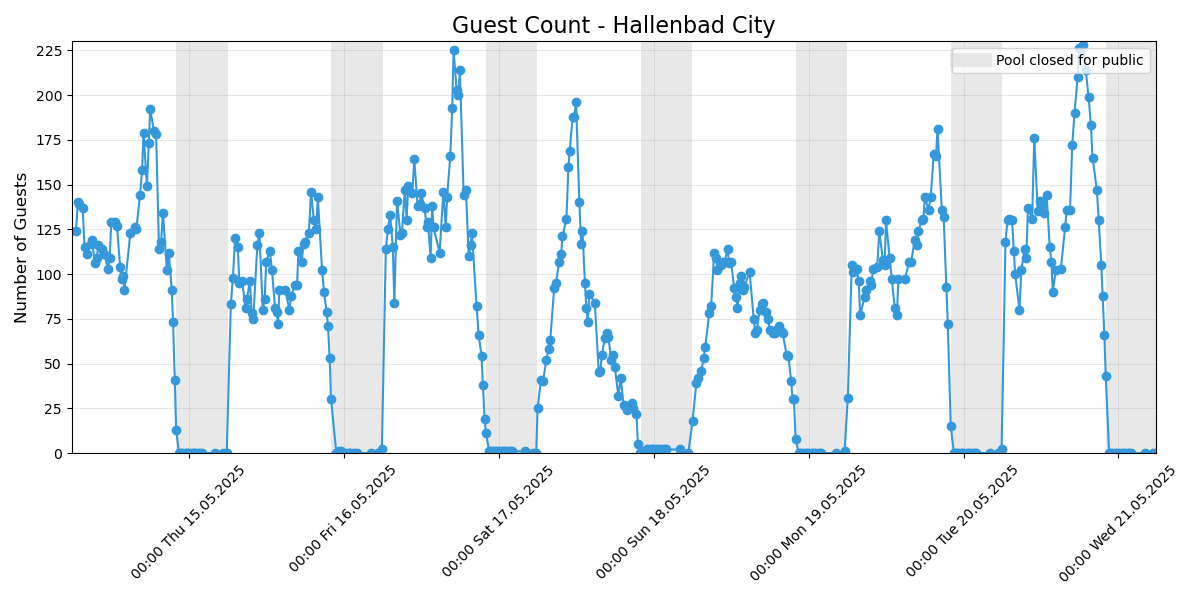 Guest Count - Hallenbad City
Pool closed for public
Number of Guests
225
200
175
150
125
100
75
50
25
0
00:00 Thu 15.05.2025
00:00 Fri 16.05.2025
00:00 Sat 17.05.2025
00:00 Sun 18.05.2025
00:00 Mon 19.05.2025
00:00 Tue 20.05.2025
00:00 Wed 21.05.2025